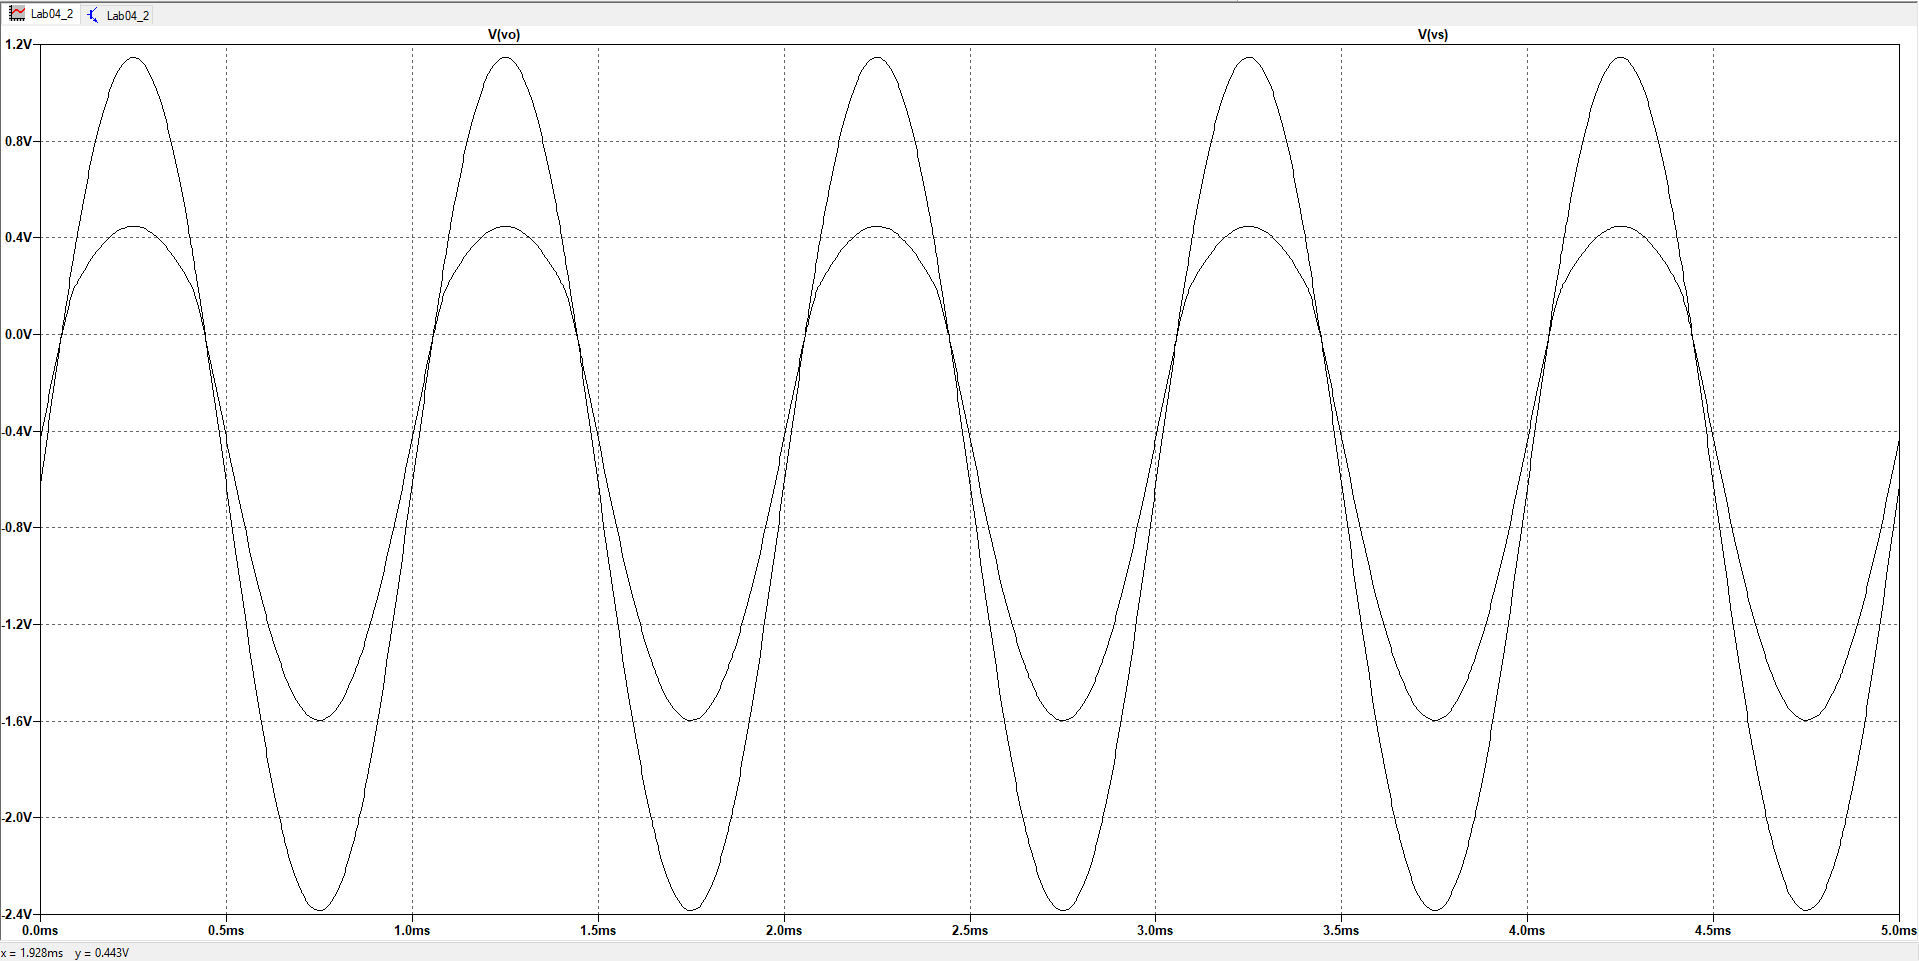 Lab04_2 Lab04_2
V(vo) V(vs)
1.2V
0.8V
0.4V
0.0V
-0.4V
-0.8V
-1.2V
-1.6V
-2.0V
-2.4V
0.0ms 0.5ms 1.0ms 1.5ms 2.0ms 2.5ms 3.0ms 3.5ms 4.0ms 4.5ms 5.0ms
x = 1.928ms y = 0.443V